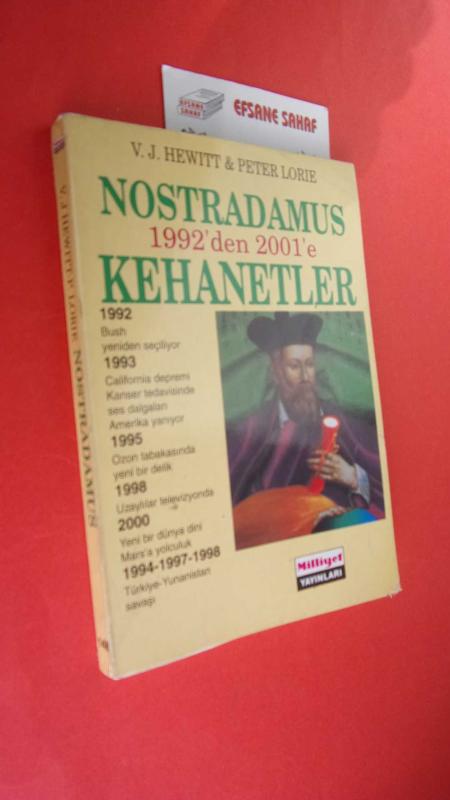 EFSANE SAHAF
EFSANE
SAHAF
V. J. HEWITT & PETER LORIE
NOSTRADAMUS
1992'den 2001'e
KEHANETLER
1992
Bush
yeniden seçiliyor
1993
California depremi
Kanser tedavisinde
ses dalgaları
Amerika yanıyor
1995
Ozon tabakasında
yeni bir delik
1998
Uzaylılar televizyonda
2000
Yeni bir dünya dini
Mars'a yolculuk
1994-1997-1998
Türkiye-Yunanistan
savaşı
Milliyet
YAYINLARI
V. J. HEWITT P. LORIE NOSTRADAMUS